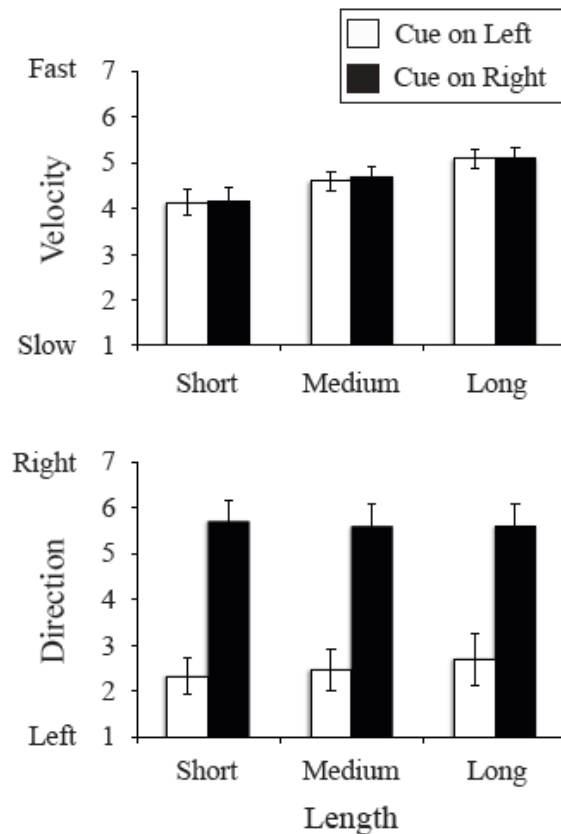 Cue on Left
Cue on Right
Fast 7
6
5
4
3
2
Slow 1
Velocity
Short Medium Long
Right 7
6
5
4
3
2
Left 1
Direction
Short Medium Long
Length